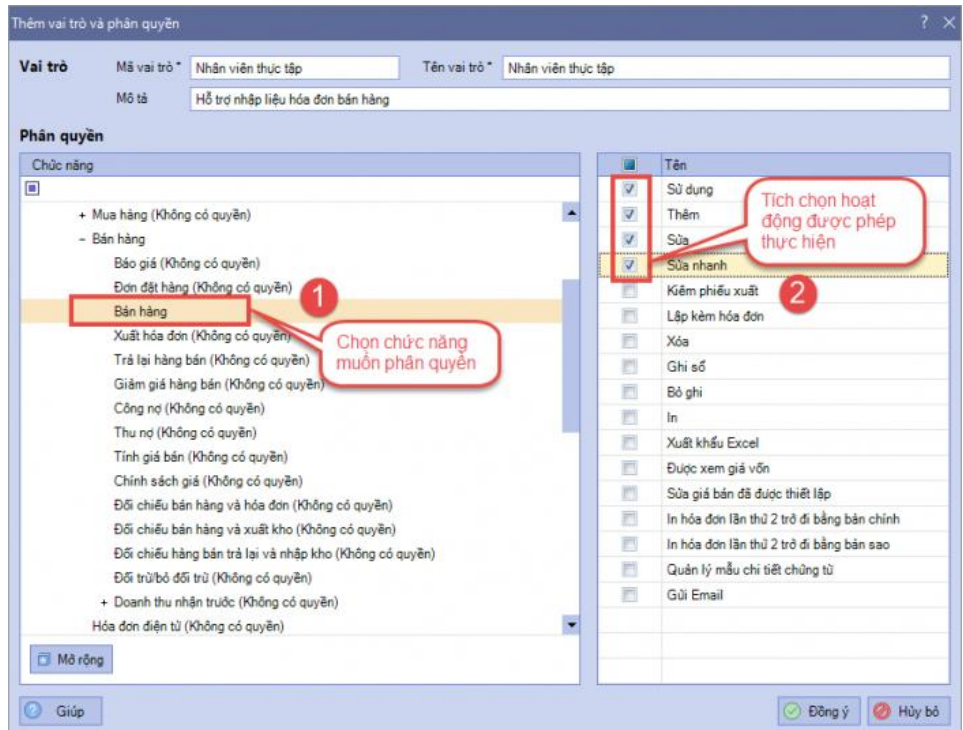 Thêm vai trò và phân quyền
Vai trò
Mã vai trò *
Nhân viên thực tập
Tên vai trò *
Nhân viên thực tập
Mô tả
Hỗ trợ nhập liệu hóa đơn bán hàng
Phân quyền
Chức năng
+ Mua hàng (Không có quyền)
– Bán hàng
Báo giá (Không có quyền)
Đơn đặt hàng (Không có quyền)
Bán hàng
Xuất hóa đơn (Không có quyền)
Trả lại hàng bán (Không có quyền)
Giảm giá hàng bán (Không có quyền)
Công nợ (Không có quyền)
Thu nợ (Không có quyền)
Tính giá bán (Không có quyền)
Chính sách giá (Không có quyền)
Đối chiếu bán hàng và hóa đơn (Không có quyền)
Đối chiếu bán hàng và xuất kho (Không có quyền)
Đối chiếu hàng bán trả lại và nhập kho (Không có quyền)
Đối trừ/bỏ đối trừ (Không có quyền)
+ Doanh thu nhận trước (Không có quyền)
Hóa đơn điện tử (Không có quyền)
1
Chọn chức năng
muốn phân quyền
Mở rộng
Tên
Sử dụng
Thêm
Sửa
Sửa nhanh
Kiêm phiếu xuất
Lập kèm hóa đơn
Xóa
Ghi sổ
Bỏ ghi
In
Xuất khẩu Excel
Được xem giá vốn
Sửa giá bán đã được thiết lập
In hóa đơn lần thứ 2 trở đi bằng bản chính
In hóa đơn lần thứ 2 trở đi bằng bản sao
Quản lý mẫu chi tiết chứng từ
Gửi Email
Tích chọn hoạt
động được phép
thực hiện
2
Giúp
Đồng ý
Hủy bỏ